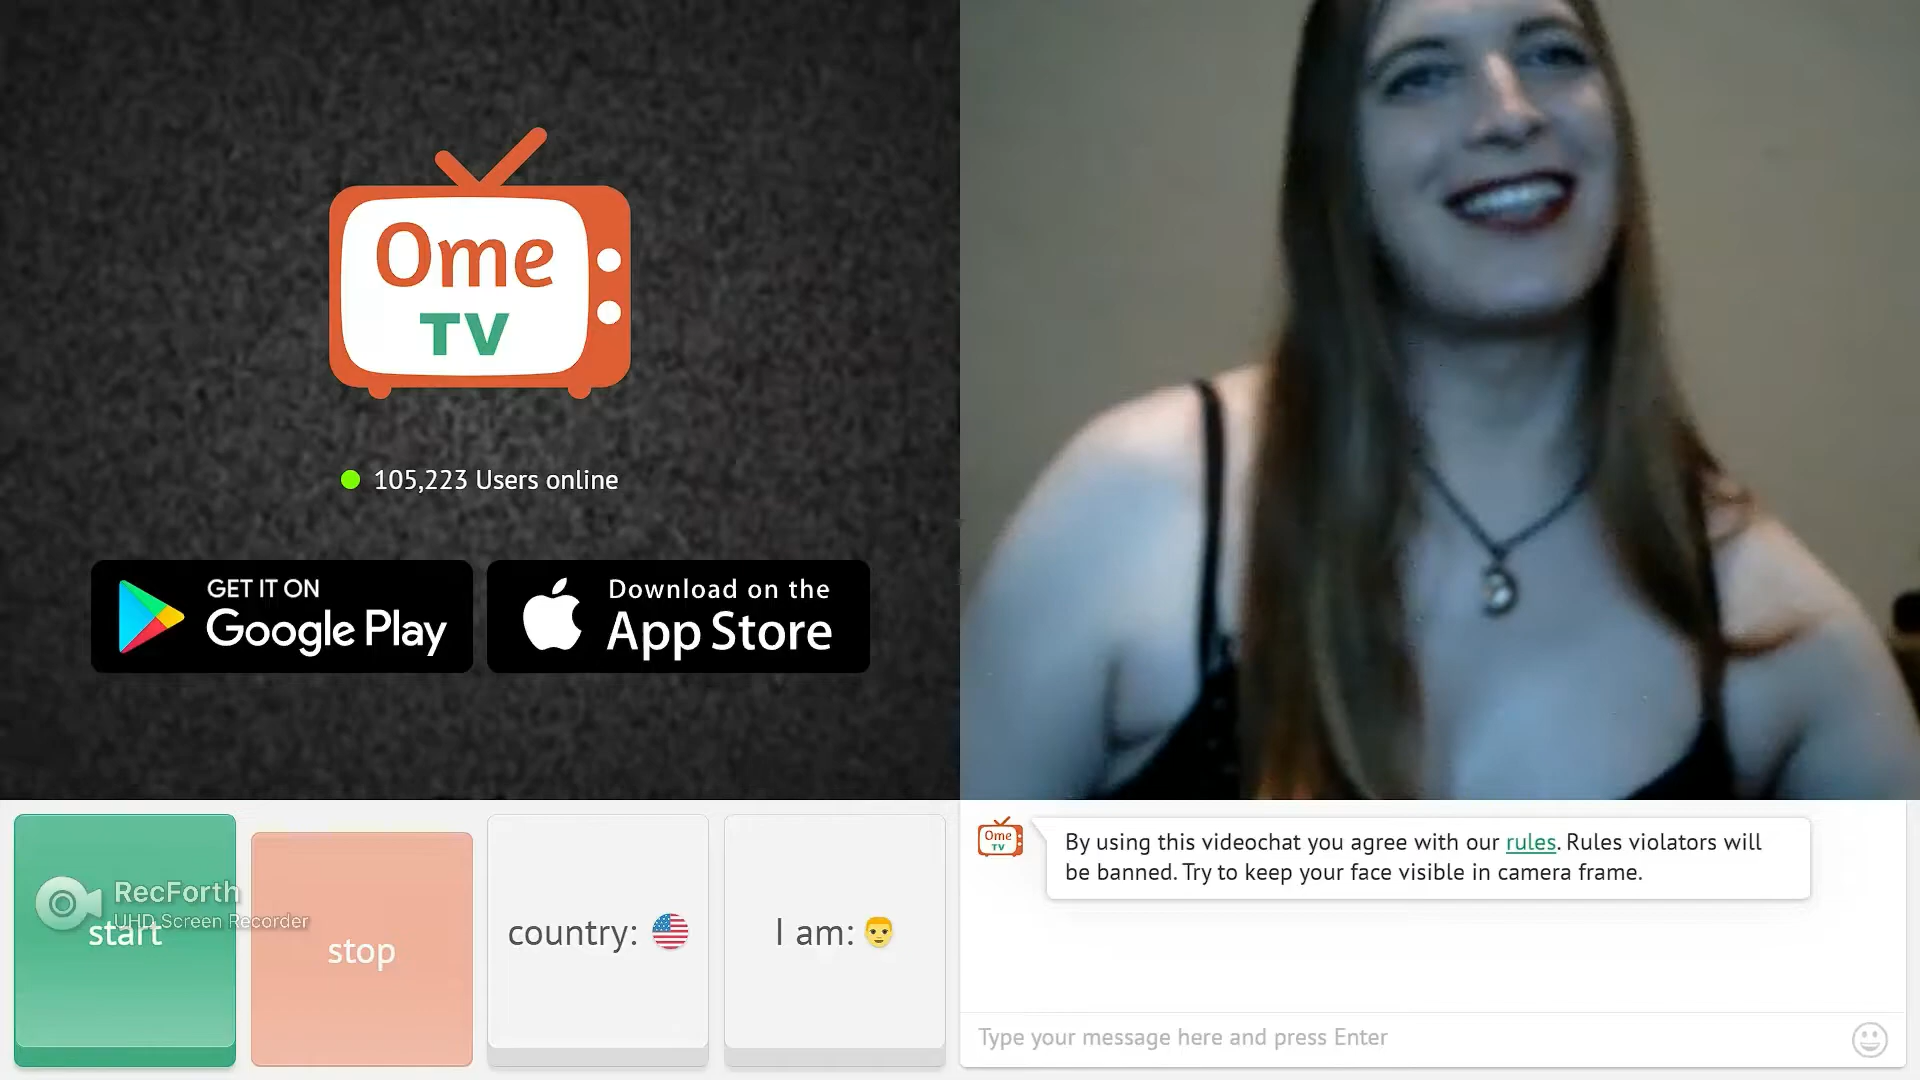 Ome
TV
105,223 Users online
GET IT ON
Google Play
Download on the
App Store
RecForth
UHD Screen Recorder
start
stop
country:
I am:
Ome
TV
By using this videochat you agree with our rules. Rules violators will
be banned. Try to keep your face visible in camera frame.
Type your message here and press Enter